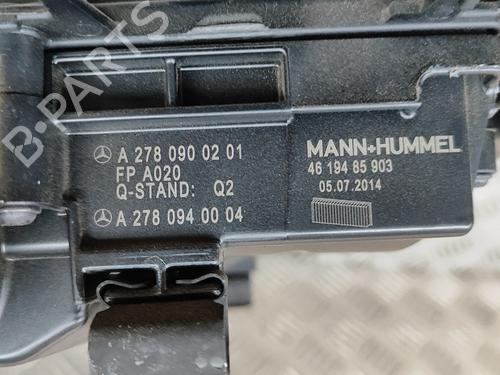 B-PARTS
A 278 090 02 01
FP A020
Q-STAND: Q2
A 278 094 00 04
MANN+HUMMEL
46 194 85 903
05.07.2014